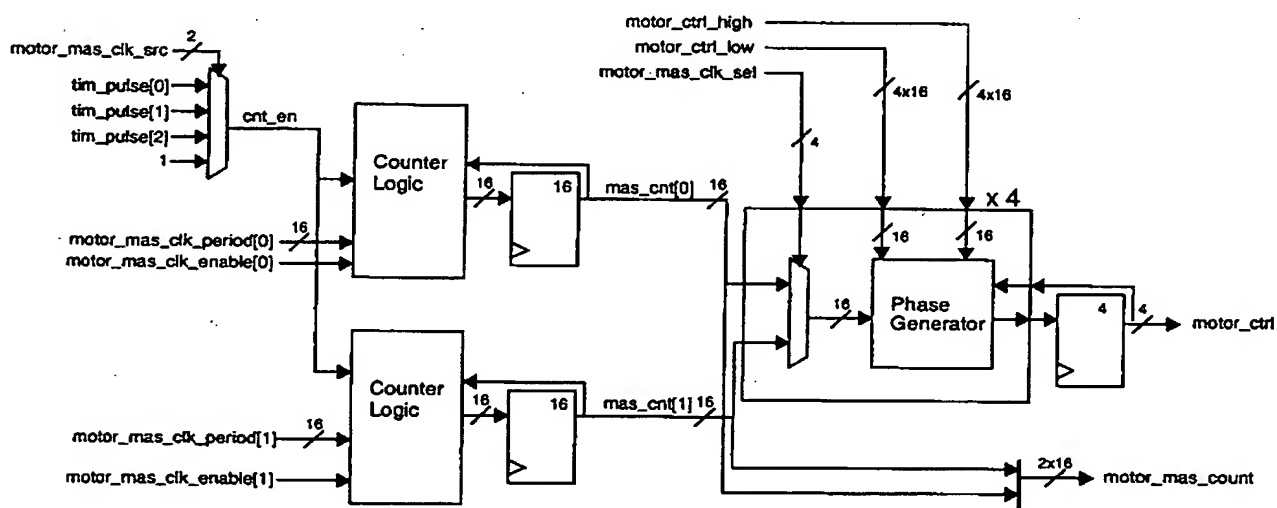 motor_mas_clk_src
2
tim_pulse[0]
tim_pulse[1]
tim_pulse[2]
1
cnt_en
motor_mas_clk_period[0]
16
motor_mas_clk_enable[0]
Counter
Logic
16
16
mas_cnt[0]
16
motor_mas_clk_period[1]
16
motor_mas_clk_enable[1]
Counter
Logic
16
16
mas_cnt[1]
16
motor_ctrl_high
motor_ctrl_low
motor_mas_clk_sel
4
4x16
4x16
x 4
16
16
16
Phase
Generator
4
4
motor_ctrl
2x16
motor_mas_count